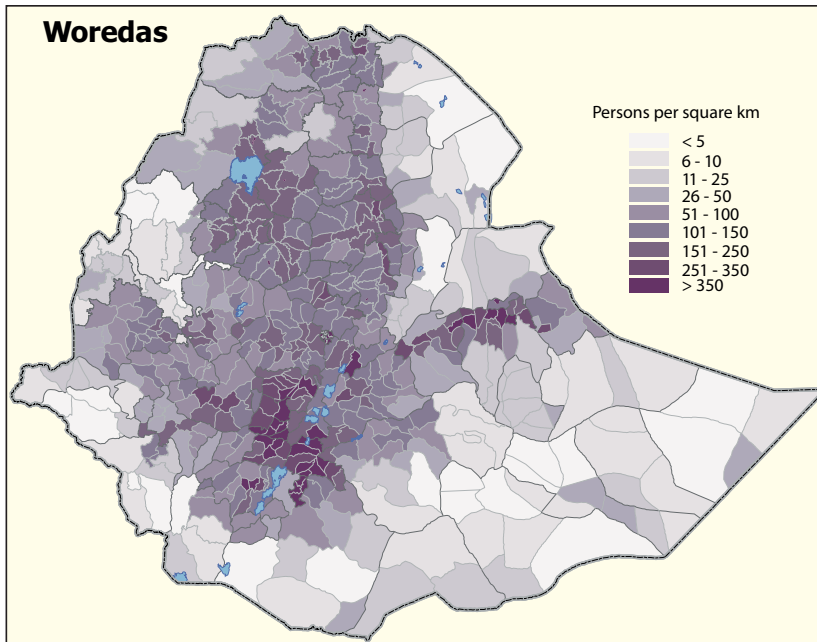 Woredas
Persons per square km
< 5
6 - 10
11 - 25
26 - 50
51 - 100
101 - 150
151 - 250
251 - 350
> 350